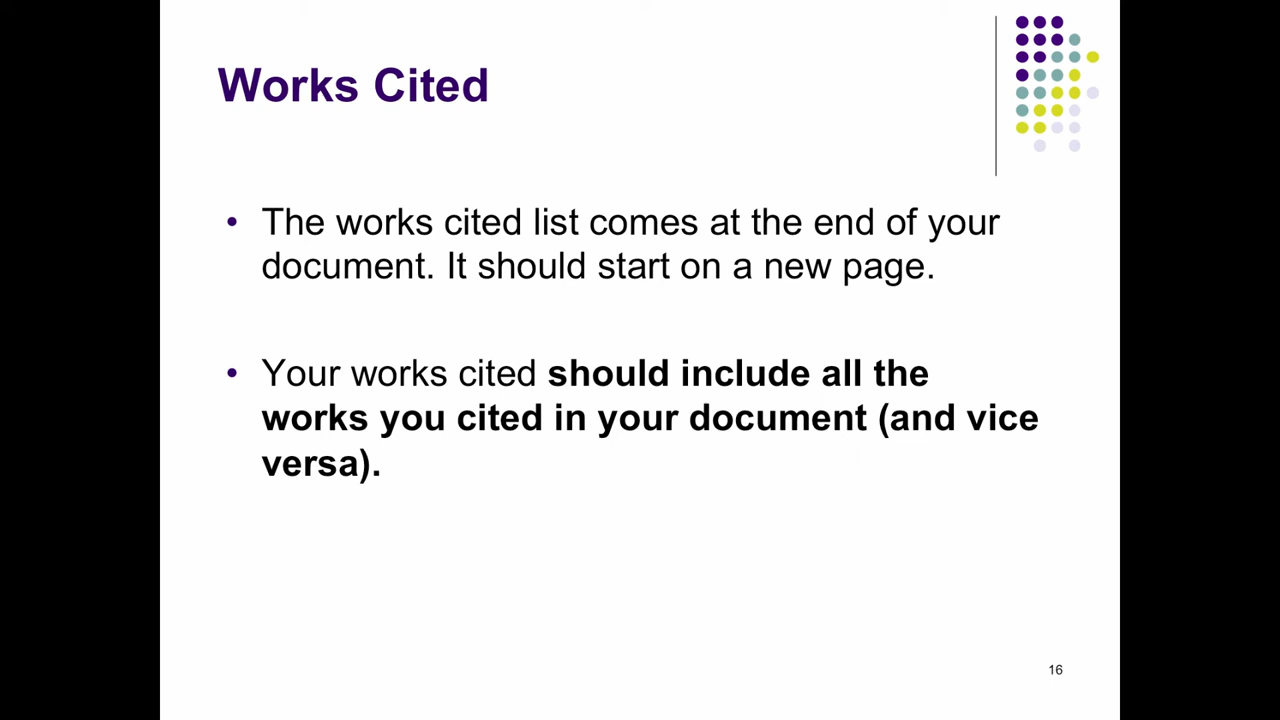 Works Cited
• The works cited list comes at the end of your
document. It should start on a new page.
• Your works cited should include all the
works you cited in your document (and vice
versa).
16